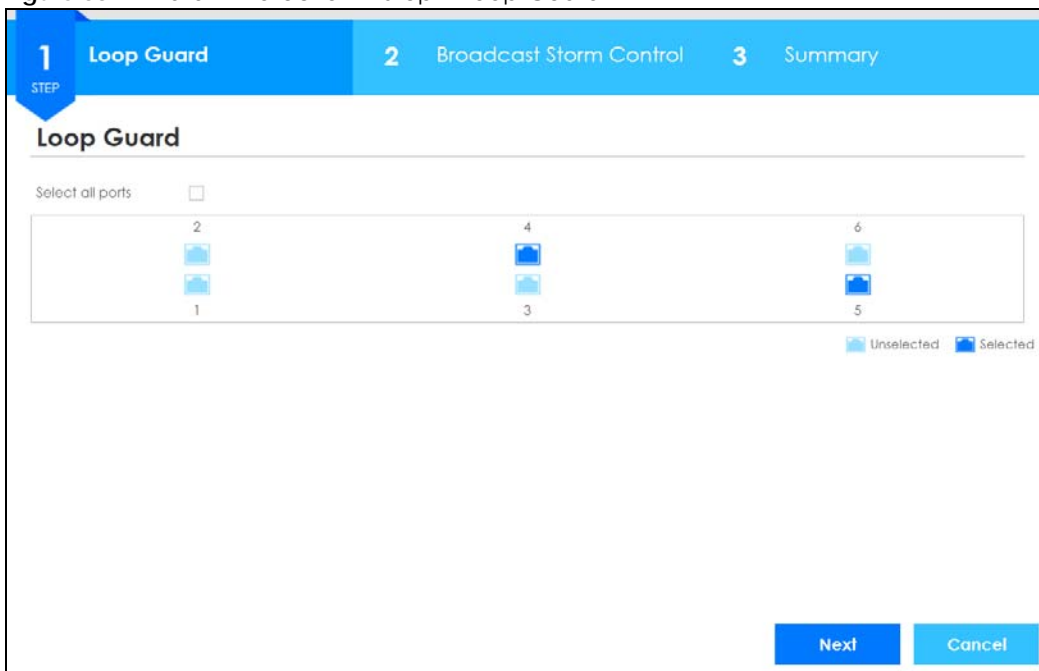 1 Loop Guard 2 Broadcast Storm Control 3 Summary
STEP
Loop Guard
Select all ports
2 4 6
1 3 5
Unselected Selected
Next Cancel